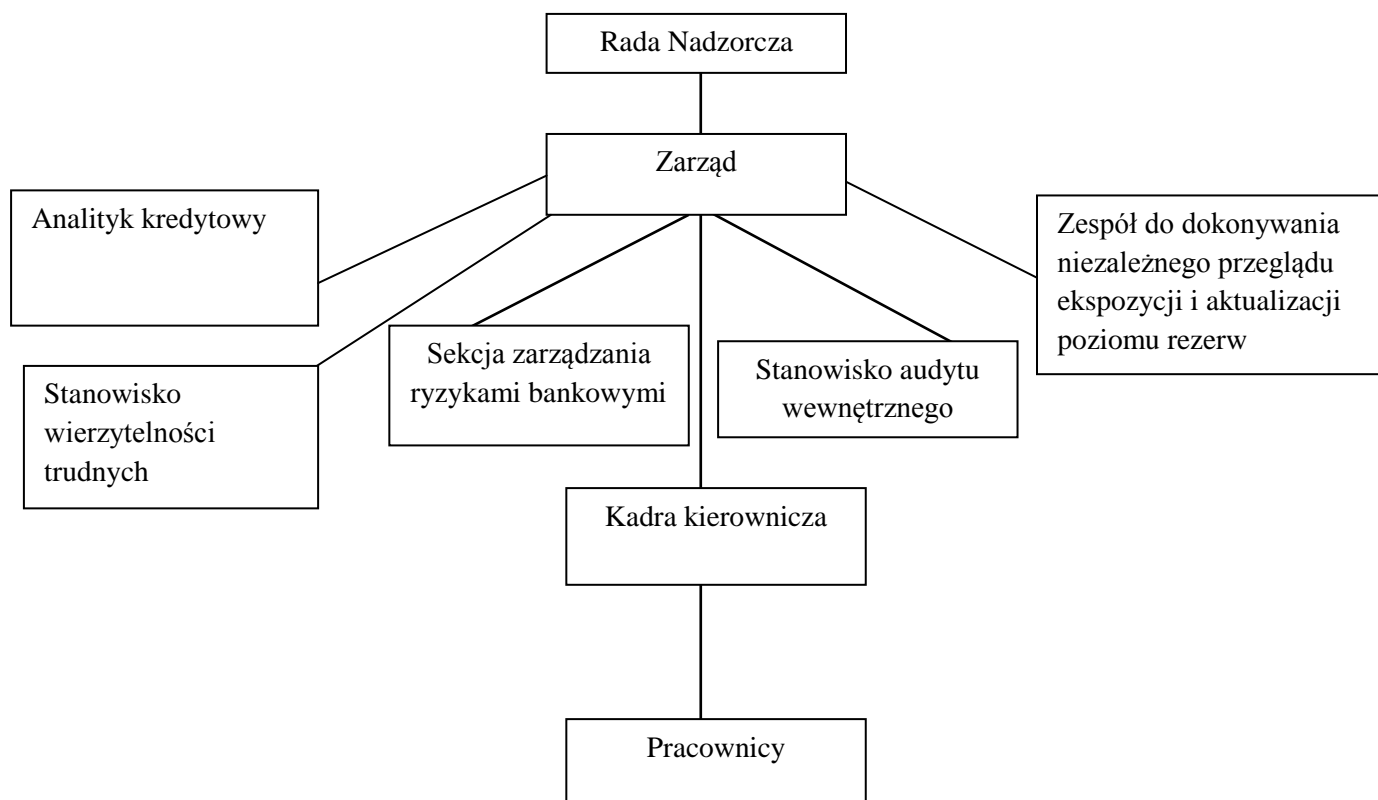 Rada Nadzorcza
Zarząd
Analityk kredytowy
Zespół do dokonywania
niezależnego przeglądu
ekspozycji i aktualizacji
poziomu rezerw
Sekcja zarządzania
ryzykami bankowymi
Stanowisko audytu
wewnętrznego
Stanowisko
wierzytelności
trudnych
Kadra kierownicza
Pracownicy